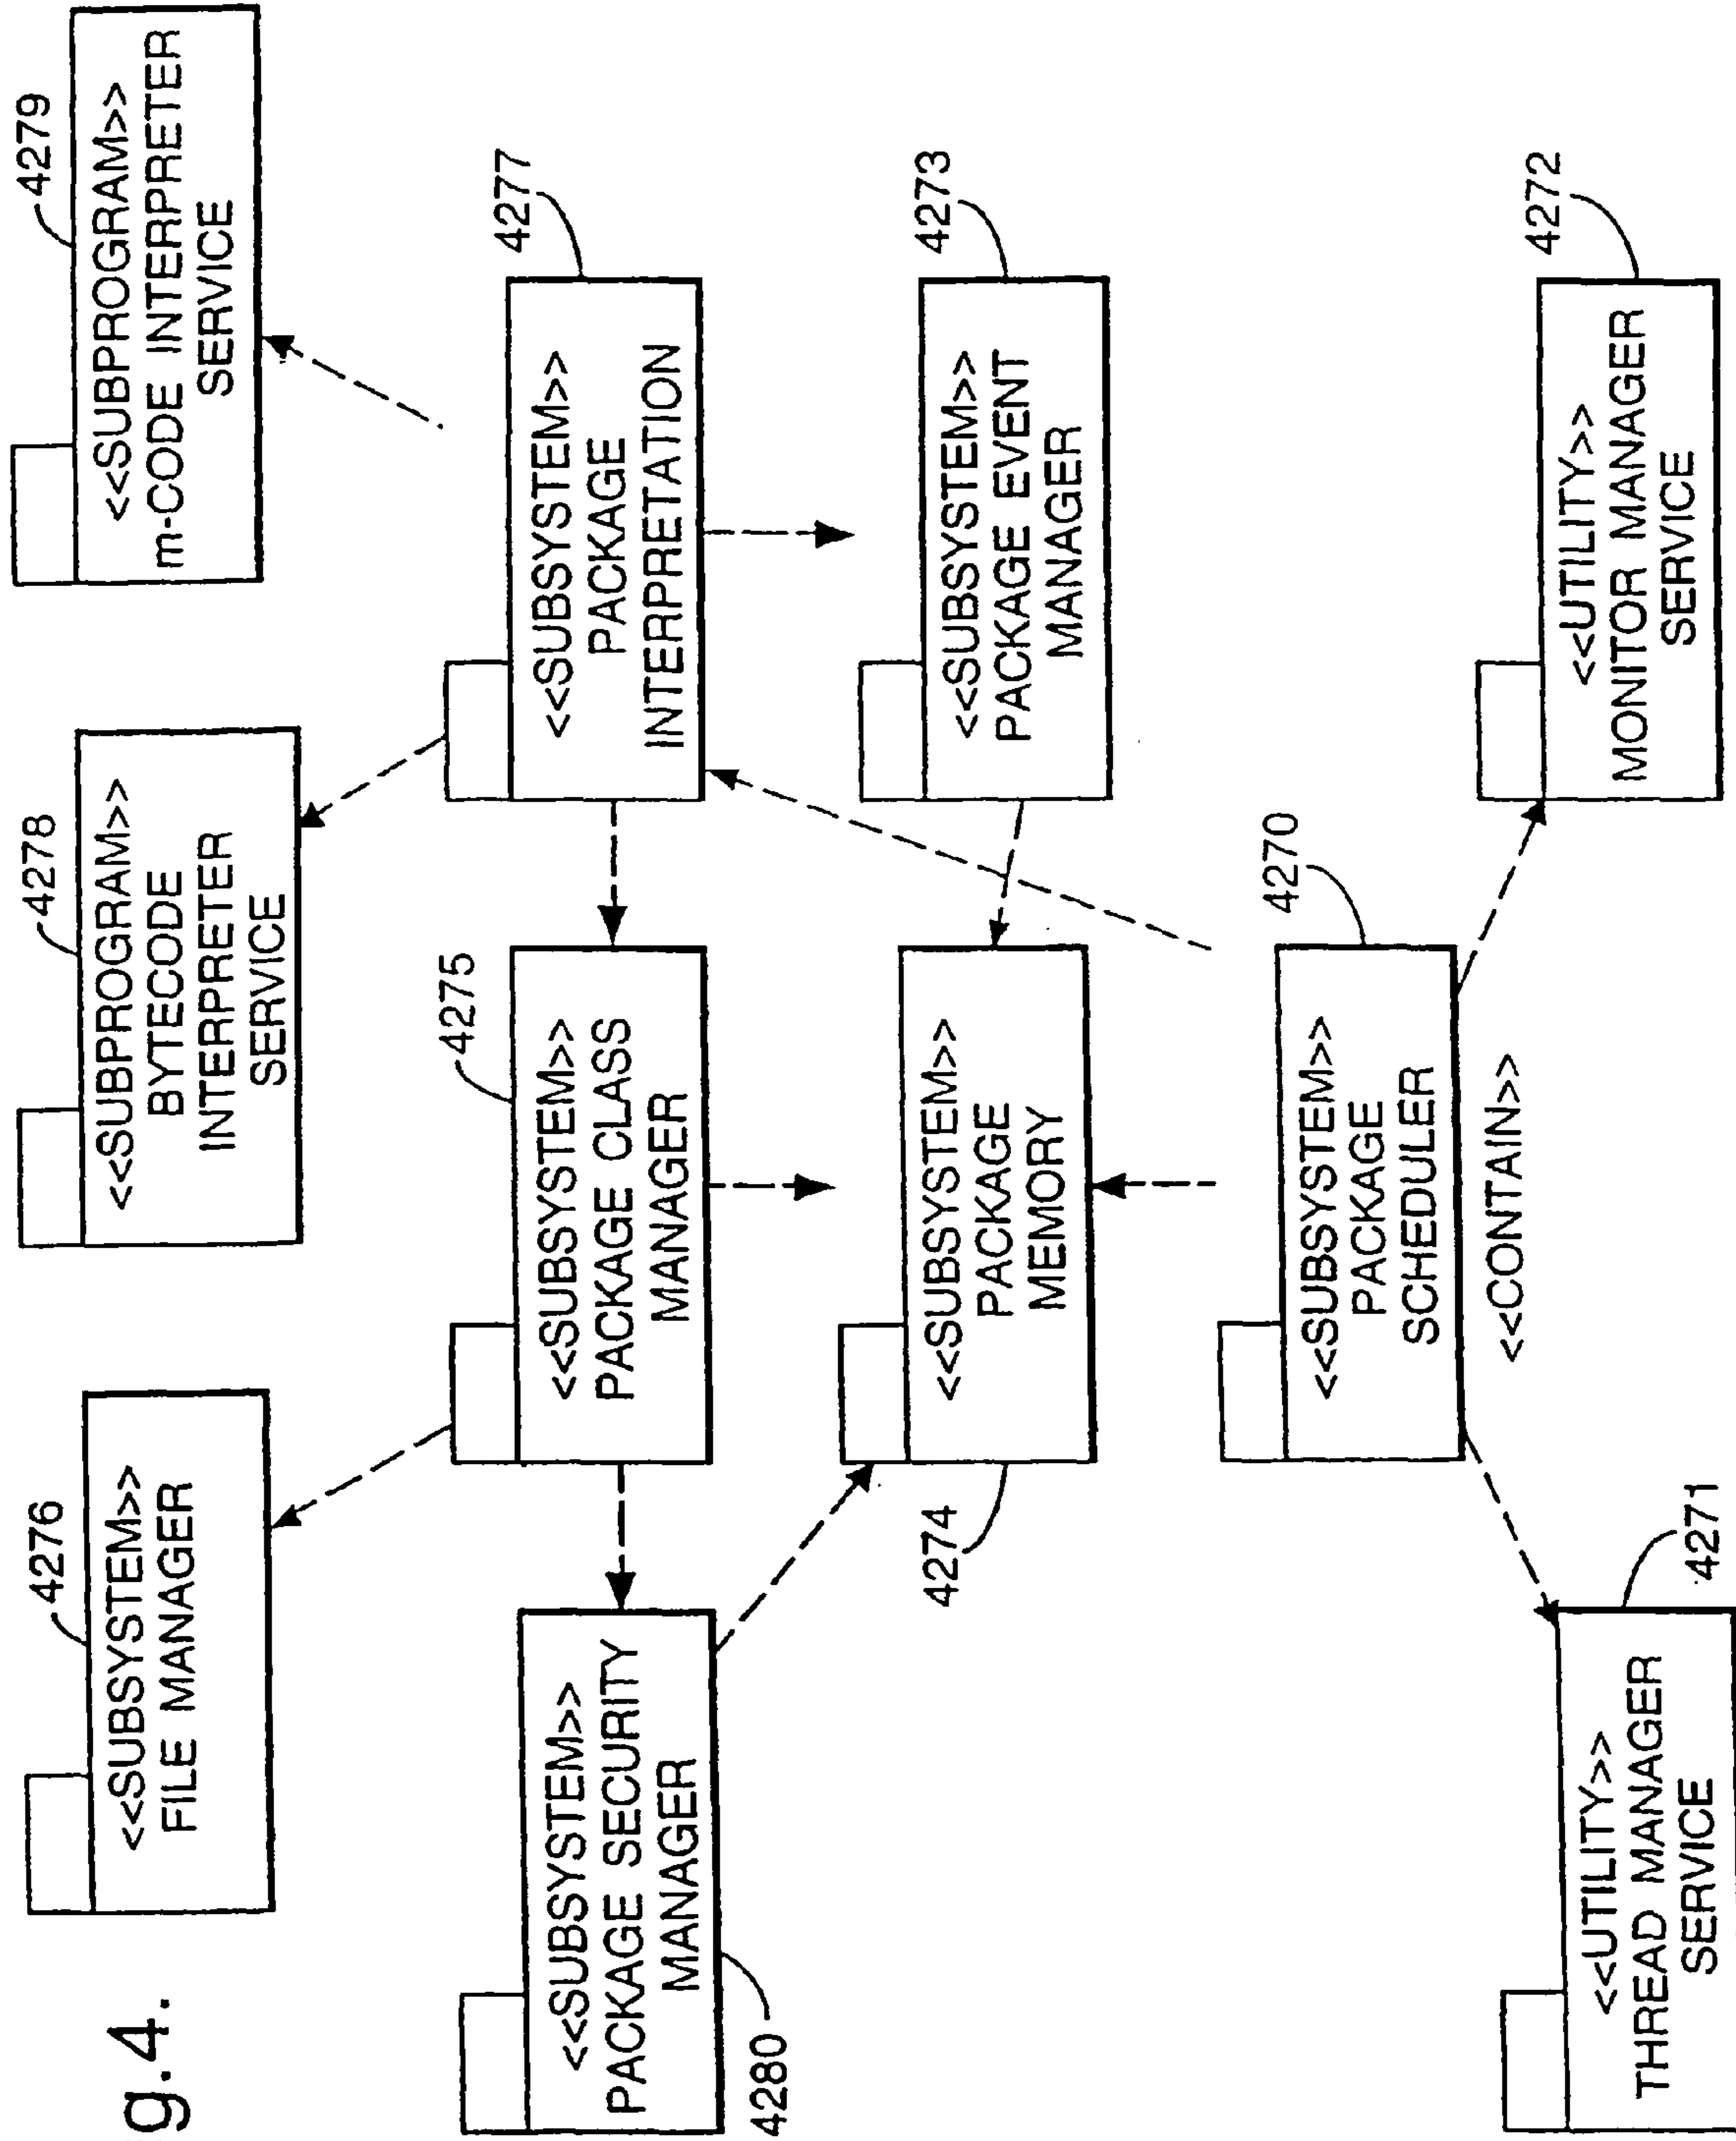 g.4.
4276
<<SUBSYSTEM>>
FILE MANAGER
4278
<<SUBPROGRAM>>
BYTECODE
INTERPRETER
SERVICE
4279
<<SUBPROGRAM>>
m-CODE INTERPRETER
SERVICE
<<SUBSYSTEM>>
PACKAGE SECURITY
MANAGER
4280
4275
<<SUBSYSTEM>>
PACKAGE CLASS
MANAGER
4277
<<SUBSYSTEM>>
PACKAGE
INTERPRETATION
4274
<<SUBSYSTEM>>
PACKAGE
MEMORY
4273
<<SUBSYSTEM>>
PACKAGE EVENT
MANAGER
4270
<<SUBSYSTEM>>
PACKAGE
SCHEDULER
<<CONTAIN>>
4271
<<UTILITY>>
THREAD MANAGER
SERVICE
4272
<<UTILITY>>
MONITOR MANAGER
SERVICE